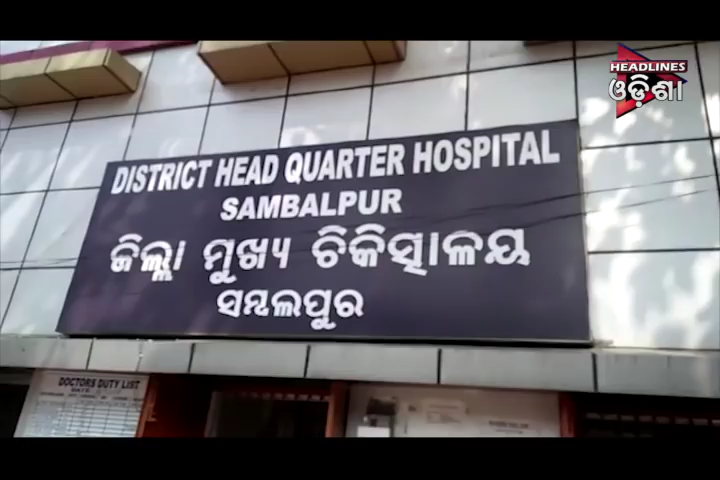 HEADLINES
ଓଡ଼ିଶା
DISTRICT HEAD QUARTER HOSPITAL
SAMBALPUR
ଜିଲ୍ଲା ମୁଖ୍ୟ ଚିକିତ୍ସାଳୟ
ସମ୍ବଲପୁର
DOCTORS DUTY LIST